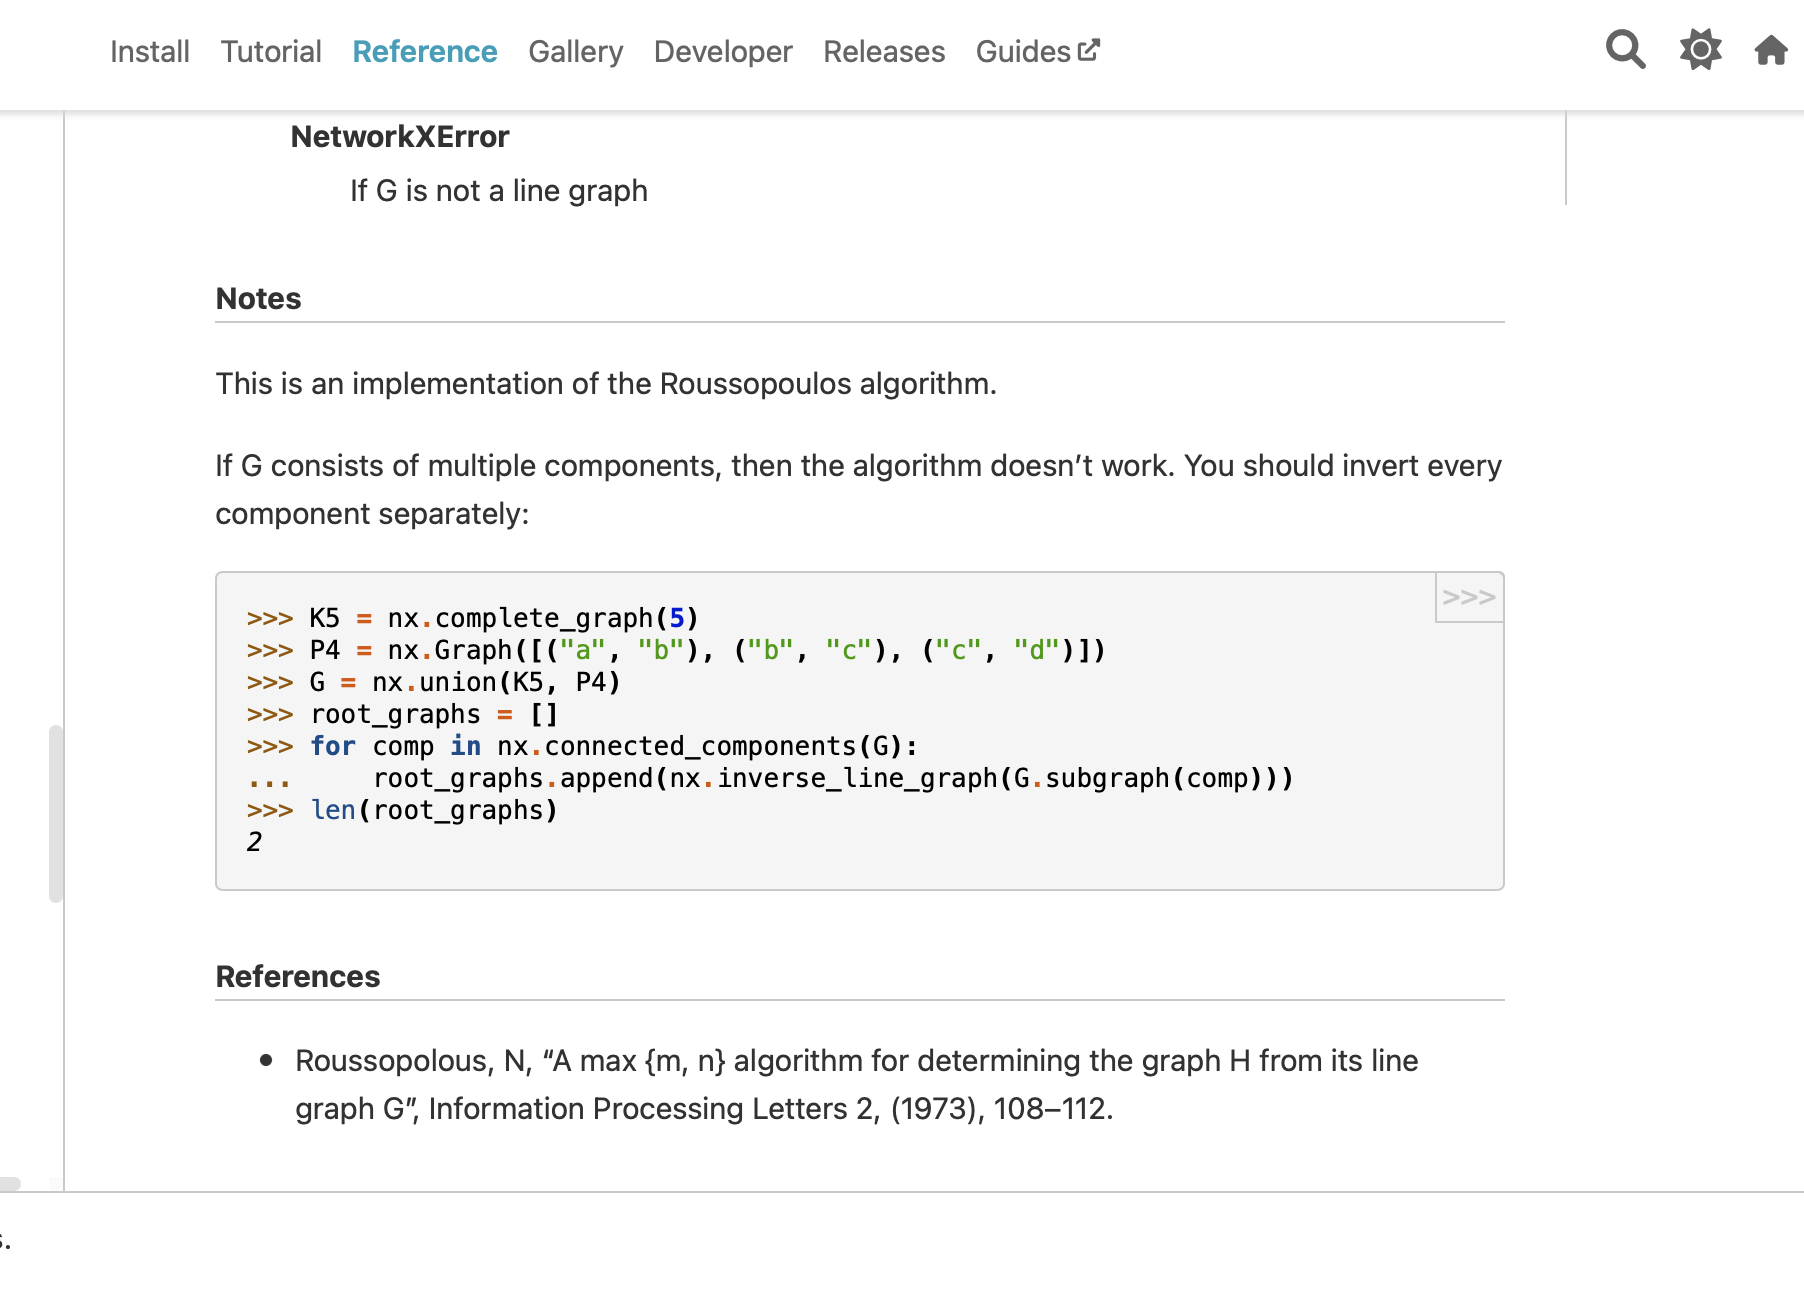 Install Tutorial Reference Gallery Developer Releases Guides
NetworkXError
If G is not a line graph
Notes
This is an implementation of the Roussopoulos algorithm.
If G consists of multiple components, then the algorithm doesn’t work. You should invert every
component separately:
>>>
>>> K5 = nx.complete_graph(5)
>>> P4 = nx.Graph([("a", "b"), ("b", "c"), ("c", "d")])
>>> G = nx.union(K5, P4)
>>> root_graphs = []
>>> for comp in nx.connected_components(G):
...     root_graphs.append(nx.inverse_line_graph(G.subgraph(comp)))
>>> len(root_graphs)
2
References
• Roussopolous, N, “A max {m, n} algorithm for determining the graph H from its line
graph G”, Information Processing Letters 2, (1973), 108–112.